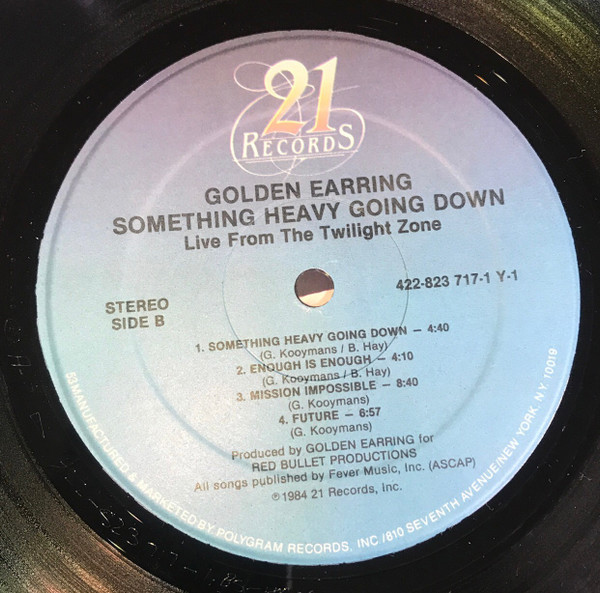 21
RECORDS
GOLDEN EARRING
SOMETHING HEAVY GOING DOWN
Live From The Twilight Zone
422-823 717-1 Y-1
STEREO
SIDE B
1. SOMETHING HEAVY GOING DOWN — 4:40
(G. Kooymans / B. Hay)
2. ENOUGH IS ENOUGH — 4:10
(G. Kooymans / B. Hay)
3. MISSION IMPOSSIBLE — 8:40
(G. Kooymans)
4. FUTURE — 6:57
(G. Kooymans)
Produced by GOLDEN EARRING for
RED BULLET PRODUCTIONS
All songs published by Fever Music, Inc. (ASCAP)
℗1984 21 Records, Inc.
53 MANUFACTURED & MARKETED BY POLYGRAM RECORDS, INC /810 SEVENTH AVENUE/NEW YORK, N.Y. 10019